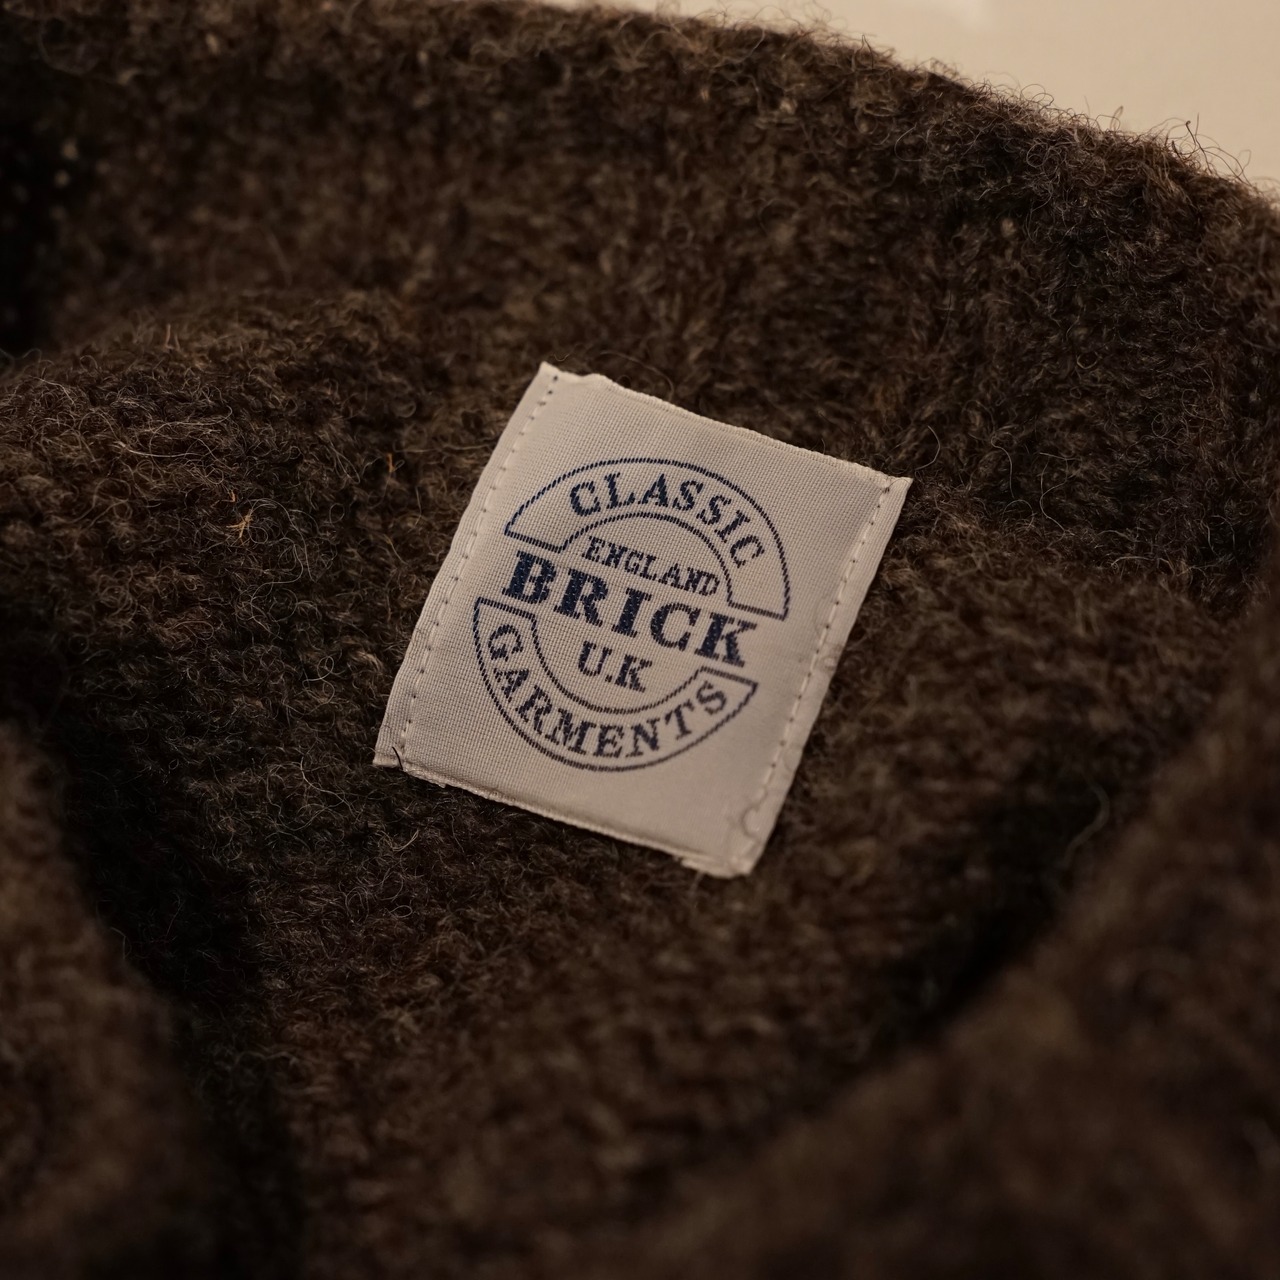 CLASSIC
ENGLAND
BRICK
U.K
GARMENTS